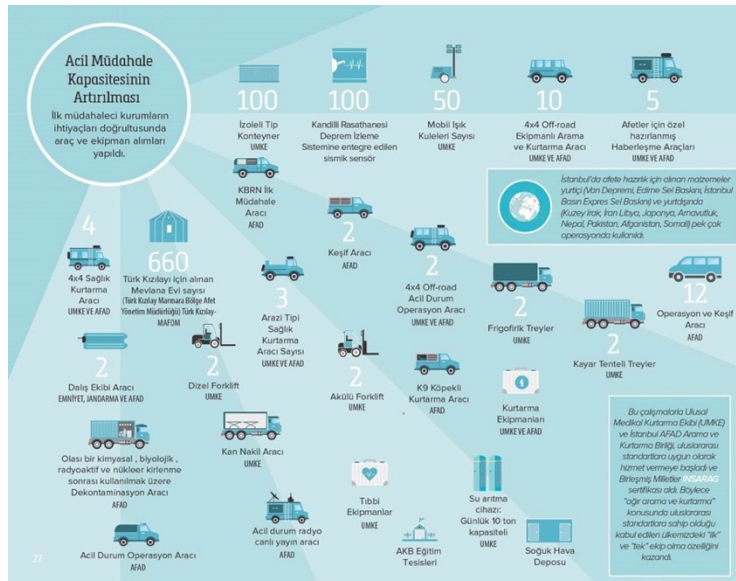 Acil Müdahale
Kapasitesinin
Artırılması
İlk müdahaleci kurumların
ihtiyaçları doğrultusunda
araç ve ekipman alımları
yapıldı.
100
İzoleli Tip
Konteyner
UMKE
100
Kandilli Rasathanesi
Deprem İzleme
Sistemine entegre edilen
sismik sensör
50
Mobil Işık
Kuleleri Sayısı
UMKE
10
4x4 Off-road
Ekipmanlı Arama
ve Kurtarma Aracı
UMKE VE AFAD
5
Afetler için özel
hazırlanmış
Haberleşme Araçları
UMKE VE AFAD
İstanbul'da afete hazırlık için alınan malzemeler
yurtiçi (Van Depremi, Edirne Sel Baskını, İstanbul
Basın Expres Sel Baskını) ve yurtdışında
(Kuzey Irak, İran Libya, Japonya, Arnavutluk,
Nepal, Pakistan, Afganistan, Somali) pek çok
operasyonda kullanıldı.
KBRN İlk
Müdahale
Aracı
AFAD
2
Keşif Aracı
AFAD
2
4x4 Off-road
Acil Durum
Operasyon Aracı
UMKE VE AFAD
2
Frigofirik Treyler
UMKE
2
Kayar Tenteli Treyler
UMKE
12
Operasyon ve Keşif
Aracı
AFAD
4
4x4 Sağlık
Kurtarma
Aracı
UMKE VE AFAD
660
Türk Kızılayı için alınan
Mevlana Evi sayısı
(Türk Kızılay Marmara Bölge Afet
Yönetim Müdürlüğü) Türk Kızılay-
MAFOM
3
Arazi Tipi
Sağlık
Kurtarma
Aracı Sayısı
UMKE VE AFAD
2
Dalış Ekibi Aracı
EMNİYET, JANDARMA VE AFAD
2
Dizel Forklift
UMKE
2
Akülü Forklift
UMKE
K9 Köpekli
Kurtarma Aracı
AFAD
Kurtarma
Ekipmanları
UMKE VE AFAD
Olası bir kimyasal , biyolojik ,
radyoaktif ve nükleer kirlenme
sonrası kullanılmak üzere
Dekontaminasyon Aracı
AFAD
Kan Nakil Aracı
UMKE
Tıbbi
Ekipmanlar
UMKE
Su arıtma
cihazı:
Günlük 10 ton
kapasiteli
UMKE
Bu çalışmalarla Ulusal
Medikal Kurtarma Ekibi (UMKE)
ve İstanbul AFAD Arama ve
Kurtarma Birliği, uluslararası
standartlara uygun olarak
hizmet vermeye başladı ve
Birleşmiş Milletler INSARAG
sertifikası aldı. Böylece
"ağır arama ve kurtarma"
konusunda uluslararası
standartlara sahip olduğu
kabul edilen ülkemizdeki "ilk"
ve "tek" ekip olma özelliğini
kazandı.
Acil Durum Operasyon Aracı
AFAD
Acil durum radyo
canlı yayın aracı
AFAD
AKB Eğitim
Tesisleri
Soğuk Hava
Deposu
27